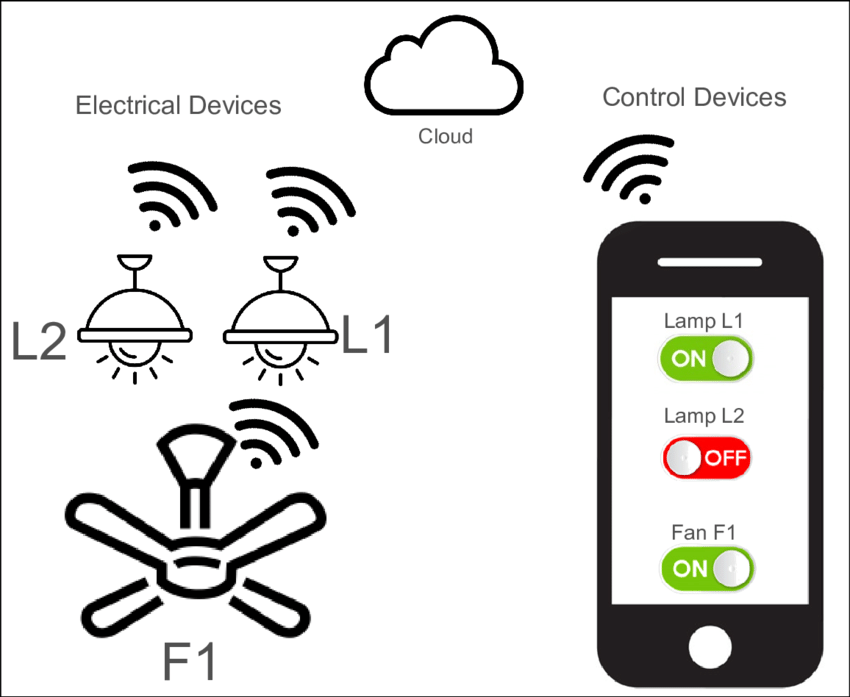 Electrical Devices
Cloud
Control Devices
L2
L1
F1
Lamp L1
ON
Lamp L2
OFF
Fan F1
ON